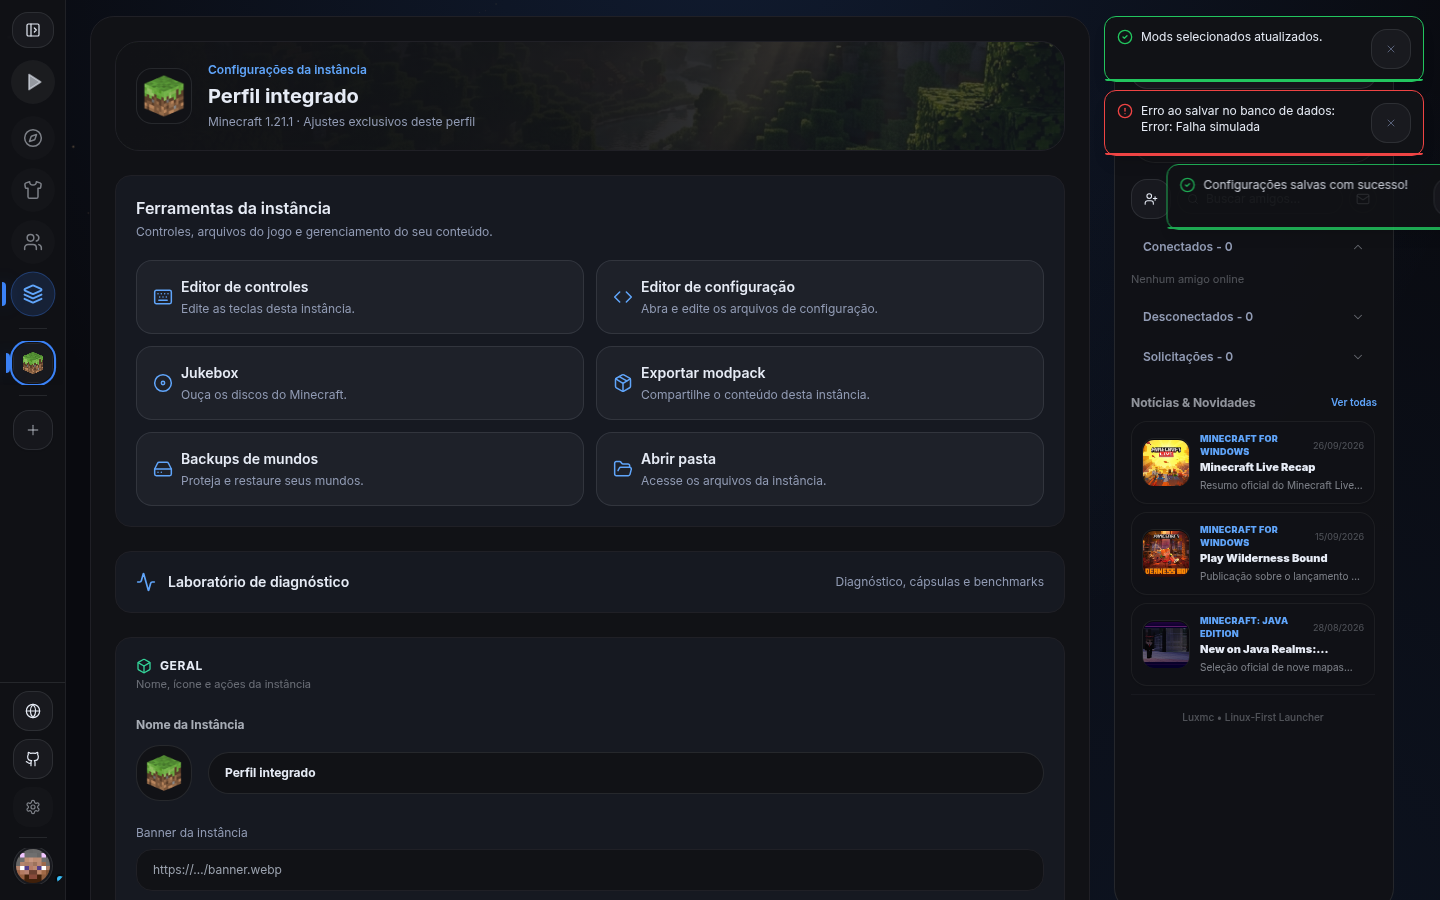 Configurações da instância
Perfil integrado
Minecraft 1.21.1 · Ajustes exclusivos deste perfil
Ferramentas da instância
Controles, arquivos do jogo e gerenciamento do seu conteúdo.
Editor de controles
Edite as teclas desta instância.
Editor de configuração
Abra e edite os arquivos de configuração.
Jukebox
Ouça os discos do Minecraft.
Exportar modpack
Compartilhe o conteúdo desta instância.
Backups de mundos
Proteja e restaure seus mundos.
Abrir pasta
Acesse os arquivos da instância.
Laboratório de diagnóstico
Diagnóstico, cápsulas e benchmarks
GERAL
Nome, ícone e ações da instância
Nome da Instância
Perfil integrado
Banner da instância
https://.../banner.webp
Mods selecionados atualizados.
Erro ao salvar no banco de dados:
Error: Falha simulada
Configurações salvas com sucesso!
Buscar amigos...
Conectados - 0
Nenhum amigo online
Desconectados - 0
Solicitações - 0
Notícias & Novidades
Ver todas
MINECRAFT FOR
WINDOWS
26/09/2026
Minecraft Live Recap
Resumo oficial do Minecraft Live...
MINECRAFT FOR
WINDOWS
15/09/2026
Play Wilderness Bound
Publicação sobre o lançamento ...
MINECRAFT: JAVA
EDITION
28/08/2026
New on Java Realms:...
Seleção oficial de nove mapas...
Luxmc • Linux-First Launcher